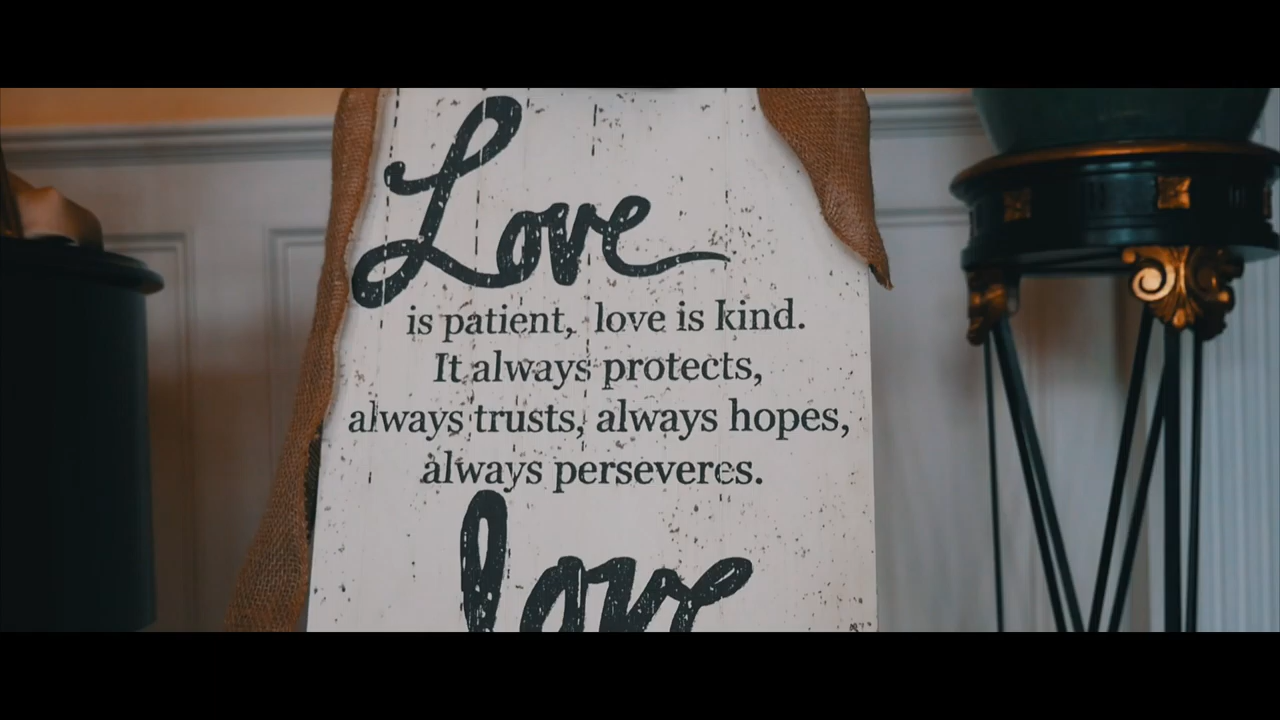 Love
is patient, love is kind.
It always protects,
always trusts, always hopes,
always perseveres.
love